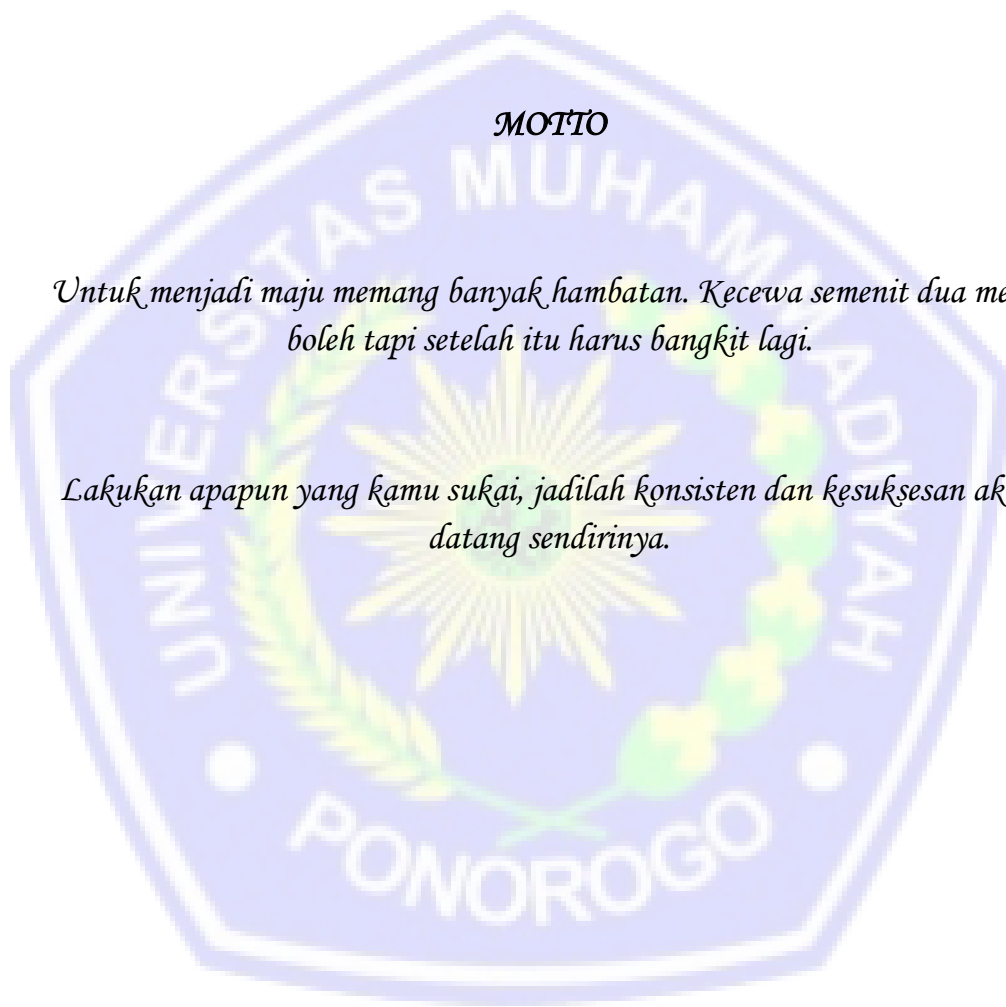 MOTTO
UNIVERSITAS MUHAMMADIYAH
Untuk menjadi maju memang banyak hambatan. Kecewa semenit dua me
boleh tapi setelah itu harus bangkit lagi.
Lakukan apapun yang kamu sukai, jadilah konsisten dan kesuksesan ak
datang sendirinya.
PONOROGO